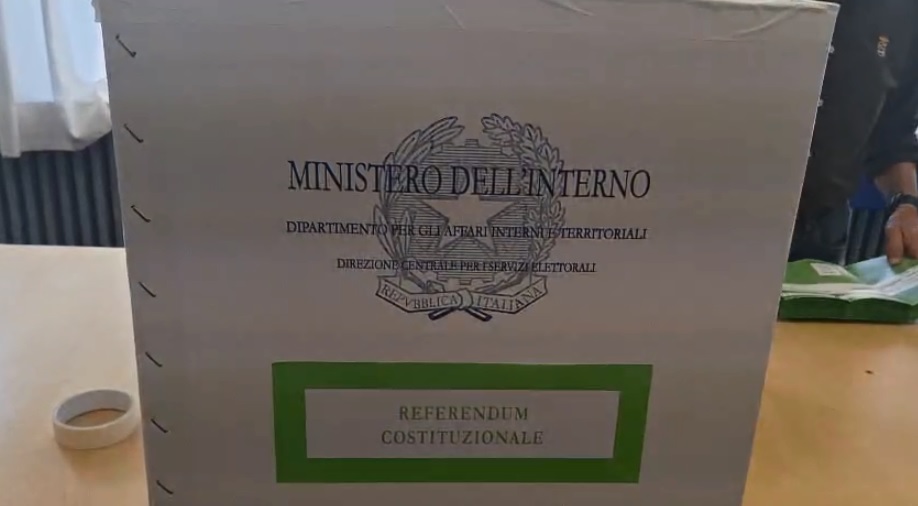 MINISTERO DELL'INTERNO
DIPARTIMENTO PER GLI AFFARI INTERNI E TERRITORIALI
DIREZIONE CENTRALE PER I SERVIZI ELETTORALI
REPVBBLICA ITALIANA
REFERENDUM
COSTITUZIONALE